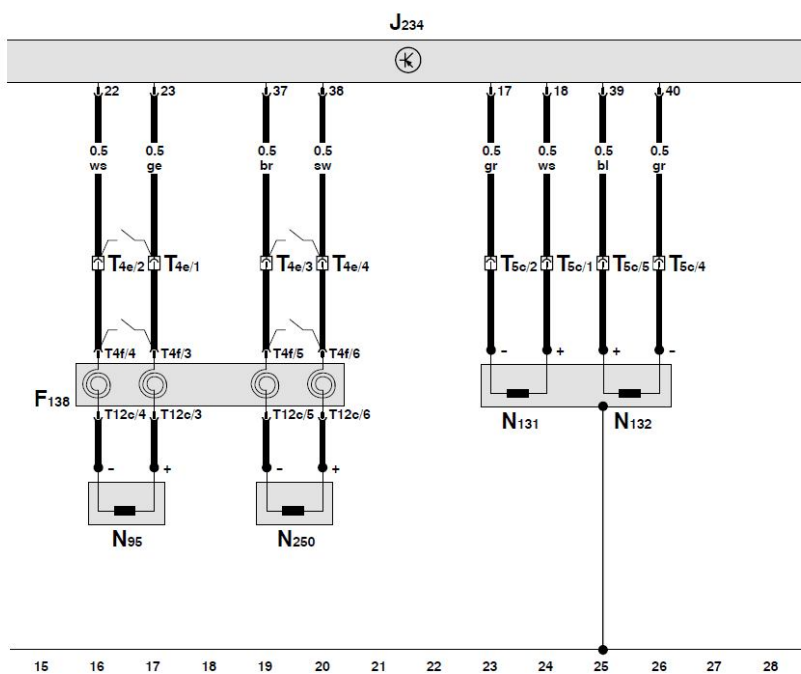 J234
22 23 37 38 17 18 39 40
0.5 0.5 0.5 0.5 0.5 0.5 0.5 0.5
ws ge br sw gr ws bl gr
T4e/2 T4e/1 T4e/3 T4e/4 T5c/2 T5c/1 T5c/5 T5c/4
T4f/4 T4f/3 T4f/5 T4f/6 - + + -
F138
T12c/4 T12c/3 T12c/5 T12c/6 N131 N132
- + - +
N95 N250
15 16 17 18 19 20 21 22 23 24 25 26 27 28